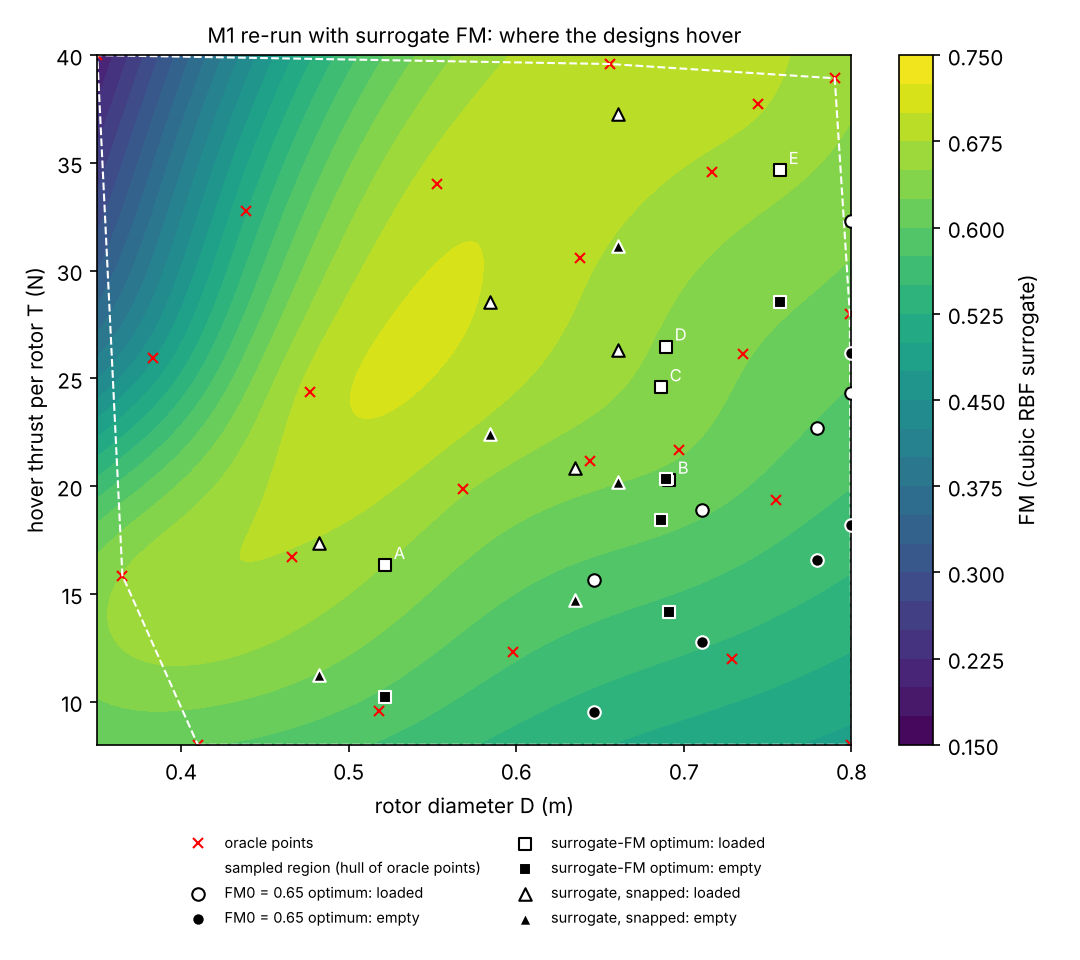 M1 re-run with surrogate FM: where the designs hover
40
35
30
25
20
15
10
hover thrust per rotor T (N)
E
D
C
B
A
0.4
0.5
0.6
0.7
0.8
rotor diameter D (m)
0.750
0.675
0.600
0.525
0.450
0.375
0.300
0.225
0.150
FM (cubic RBF surrogate)
oracle points
sampled region (hull of oracle points)
FM0 = 0.65 optimum: loaded
FM0 = 0.65 optimum: empty
surrogate-FM optimum: loaded
surrogate-FM optimum: empty
surrogate, snapped: loaded
surrogate, snapped: empty